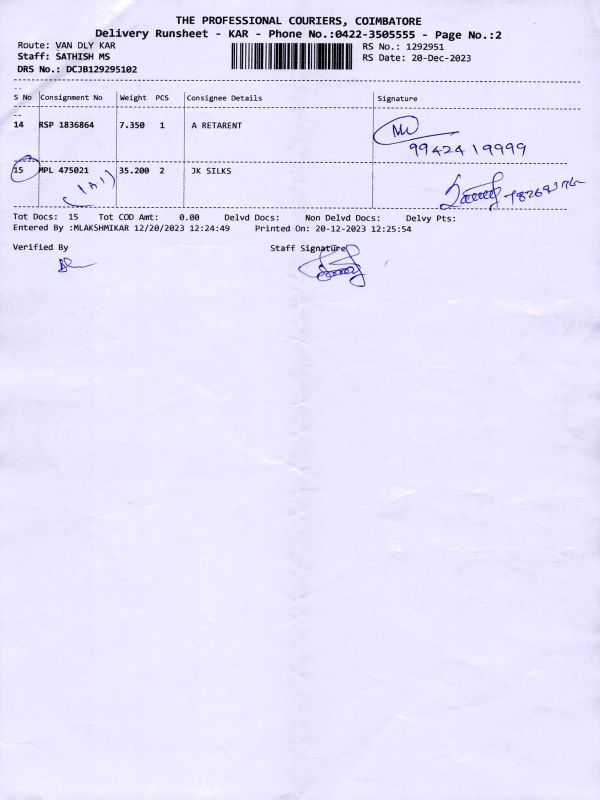 THE PROFESSIONAL COURIERS, COIMBATORE
Delivery Runsheet - KAR - Phone No.:0422-3505555 - Page No.:2
Route: VAN DLY KAR RS No.: 1292951
Staff: SATHISH MS RS Date: 20-Dec-2023
DRS No.: DCJB129295102
S No Consignment No Weight PCS Consignee Details Signature
14 RSP 1836864 7.350 1 A RETARENT
9942419999
15 MPL 475021 35.200 2 JK SILKS
(1+1)
Tot Docs: 15 Tot COD Amt: 0.00 Delvd Docs: Non Delvd Docs: Delvy Pts:
Entered By :MLAKSHMIKAR 12/20/2023 12:24:49 Printed On: 20-12-2023 12:25:54
Verified By Staff Signature